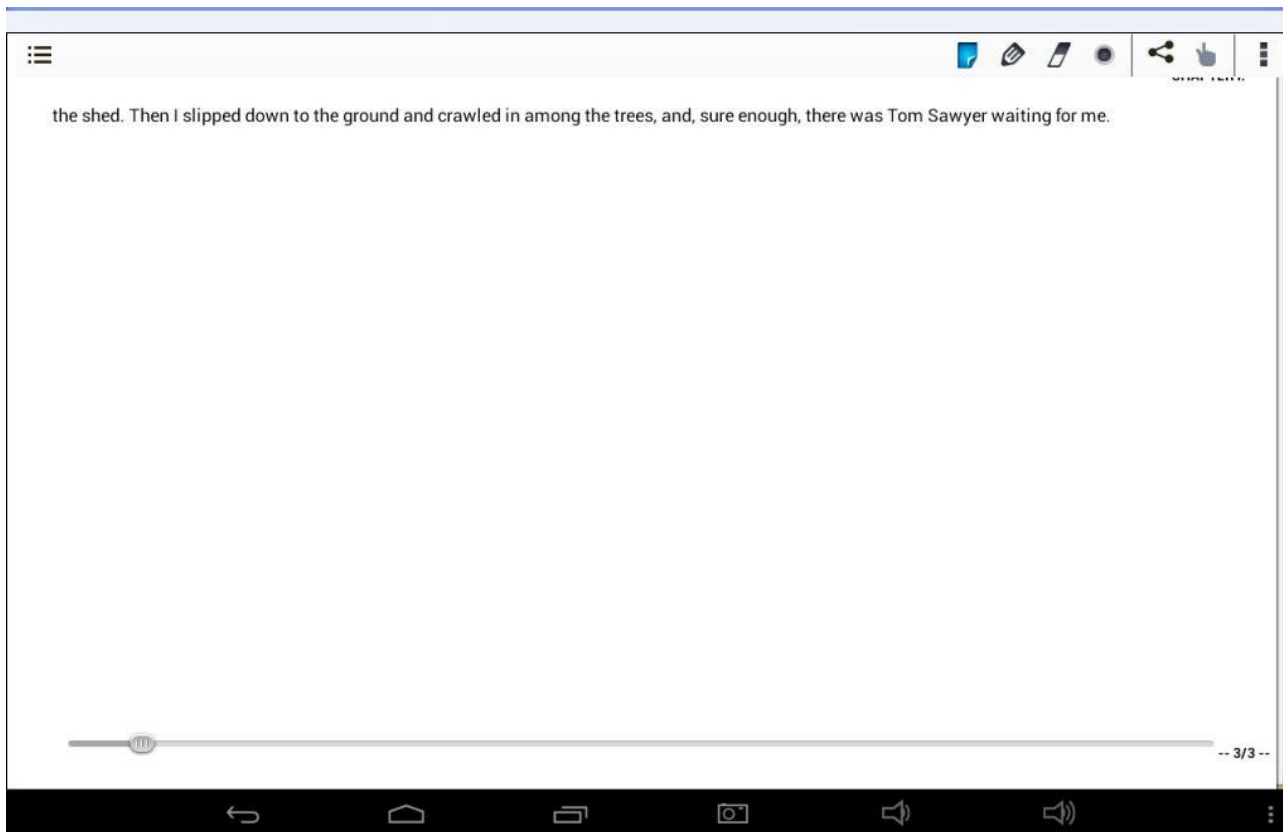 the shed. Then I slipped down to the ground and crawled in among the trees, and, sure enough, there was Tom Sawyer waiting for me.
-- 3/3 --